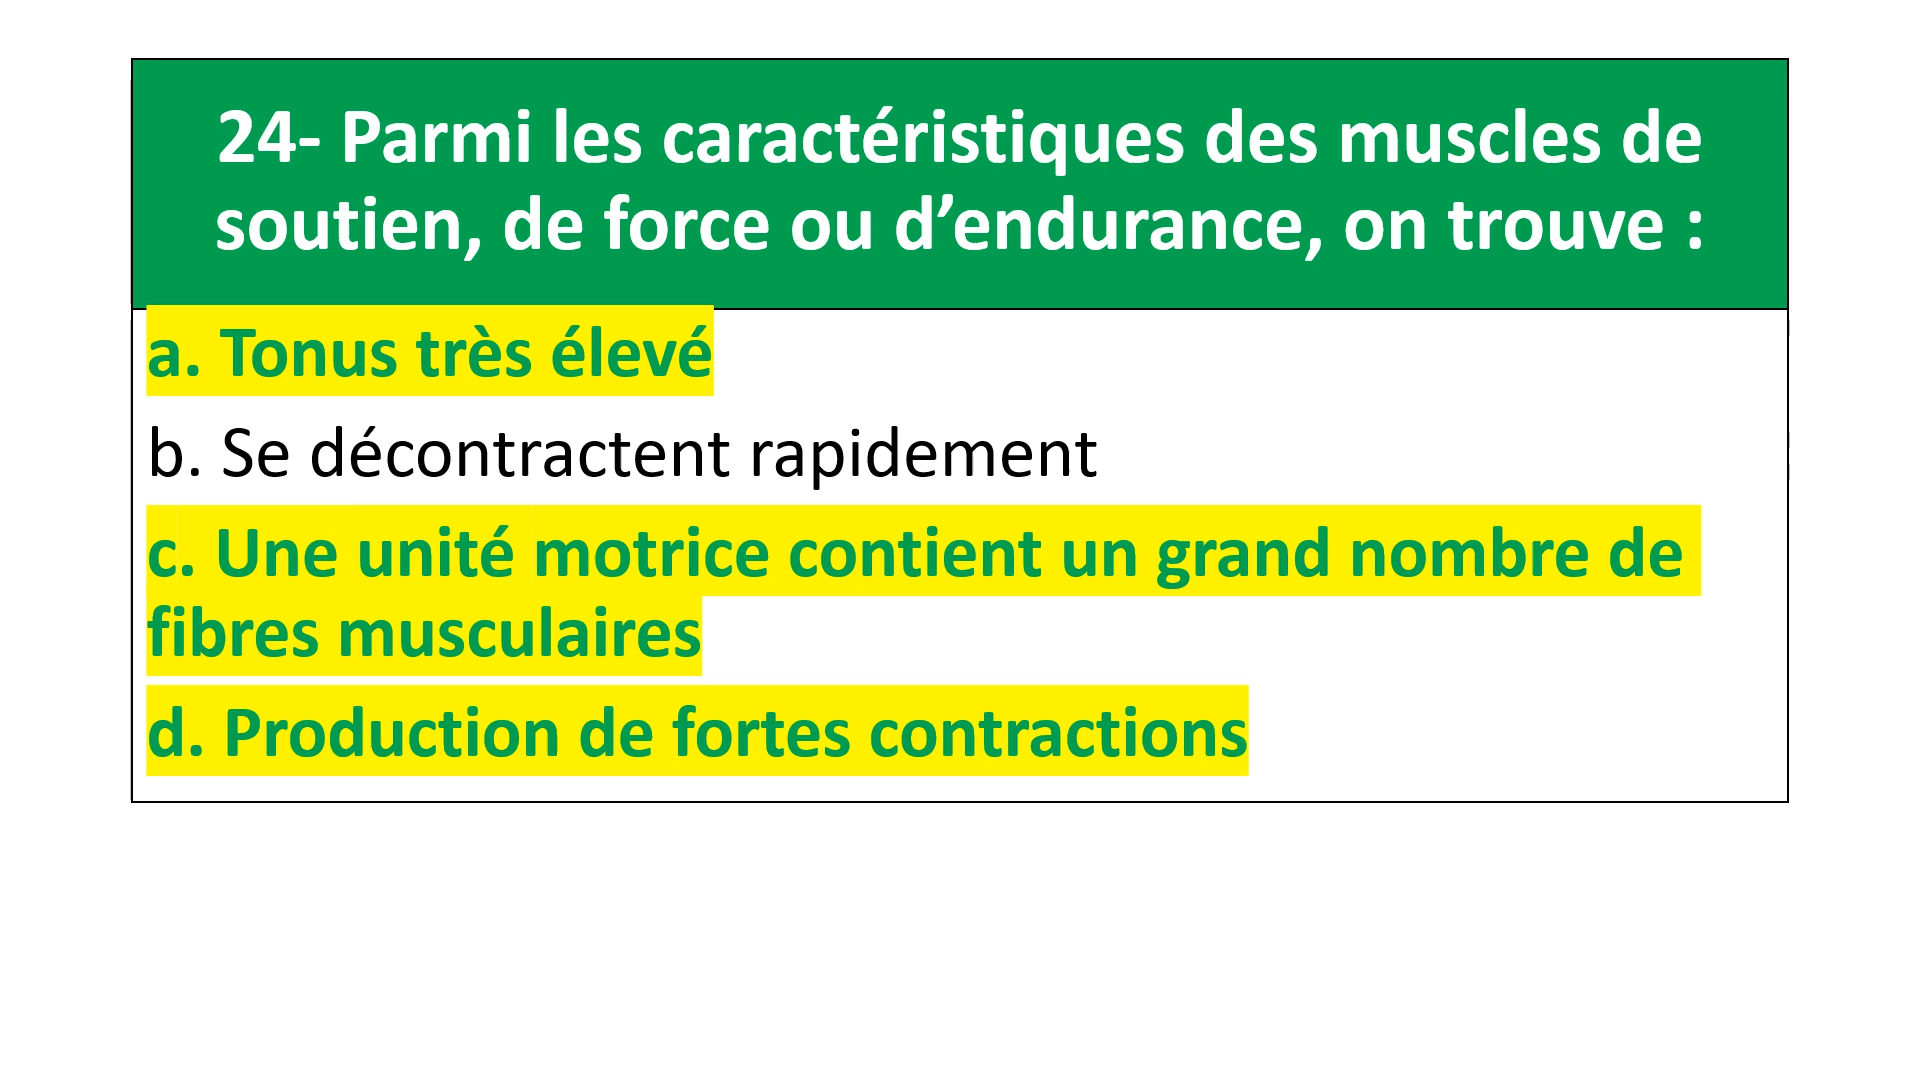 24- Parmi les caractéristiques des muscles de
soutien, de force ou d’endurance, on trouve :
a. Tonus très élevé
b. Se décontractent rapidement
c. Une unité motrice contient un grand nombre de
fibres musculaires
d. Production de fortes contractions